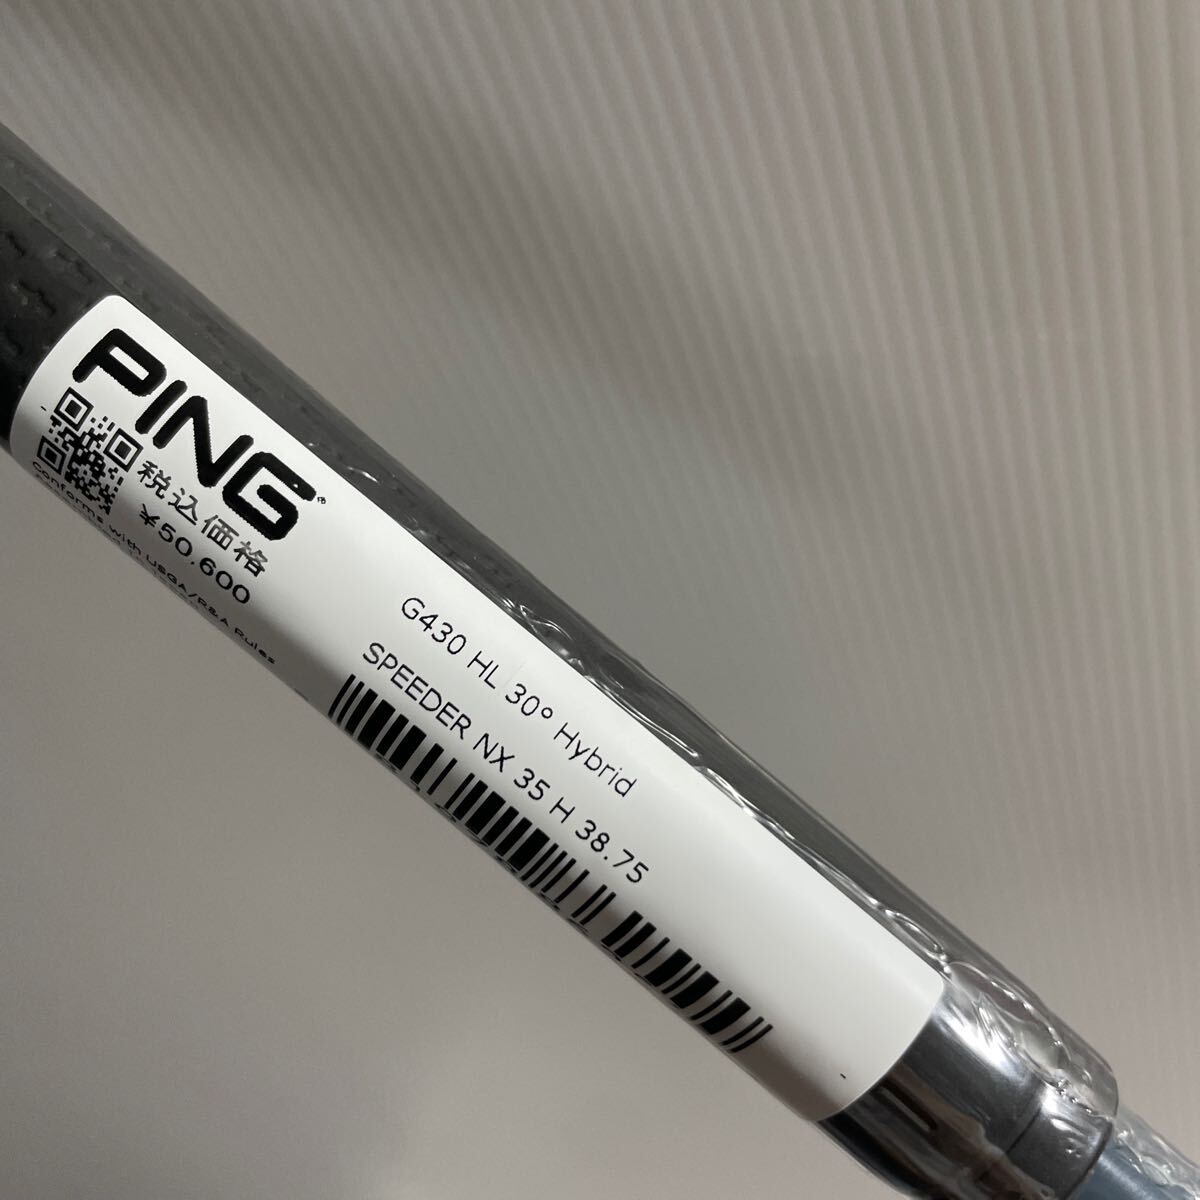 PING
税込価格
¥50,600
Conforms with USGA/R&A Rules
G430 HL 30° Hybrid
SPEEDER NX 35 H 38.75